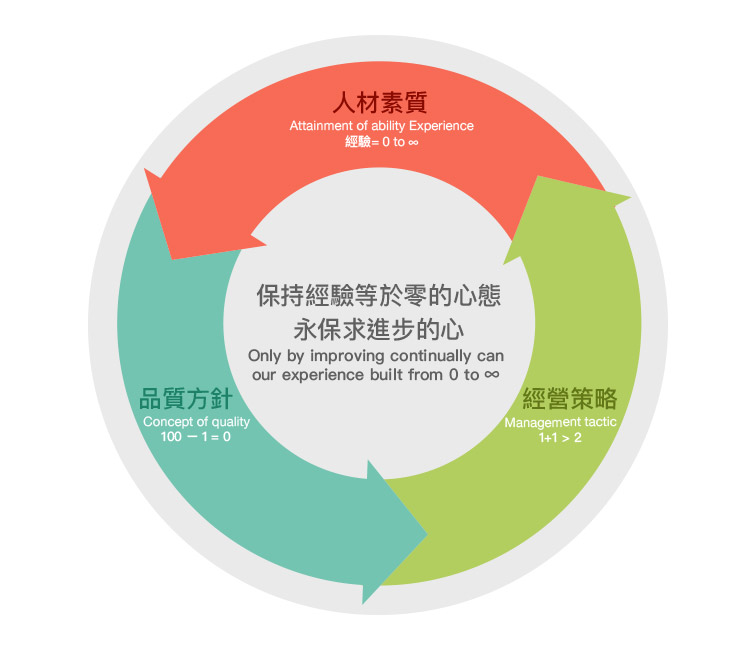 人材素質
Attainment of ability Experience
經驗= 0 to ∞
保持經驗等於零的心態
永保求進步的心
Only by improving continually can
our experience built from 0 to ∞
品質方針
Concept of quality
100 － 1 = 0
經營策略
Management tactic
1+1 > 2